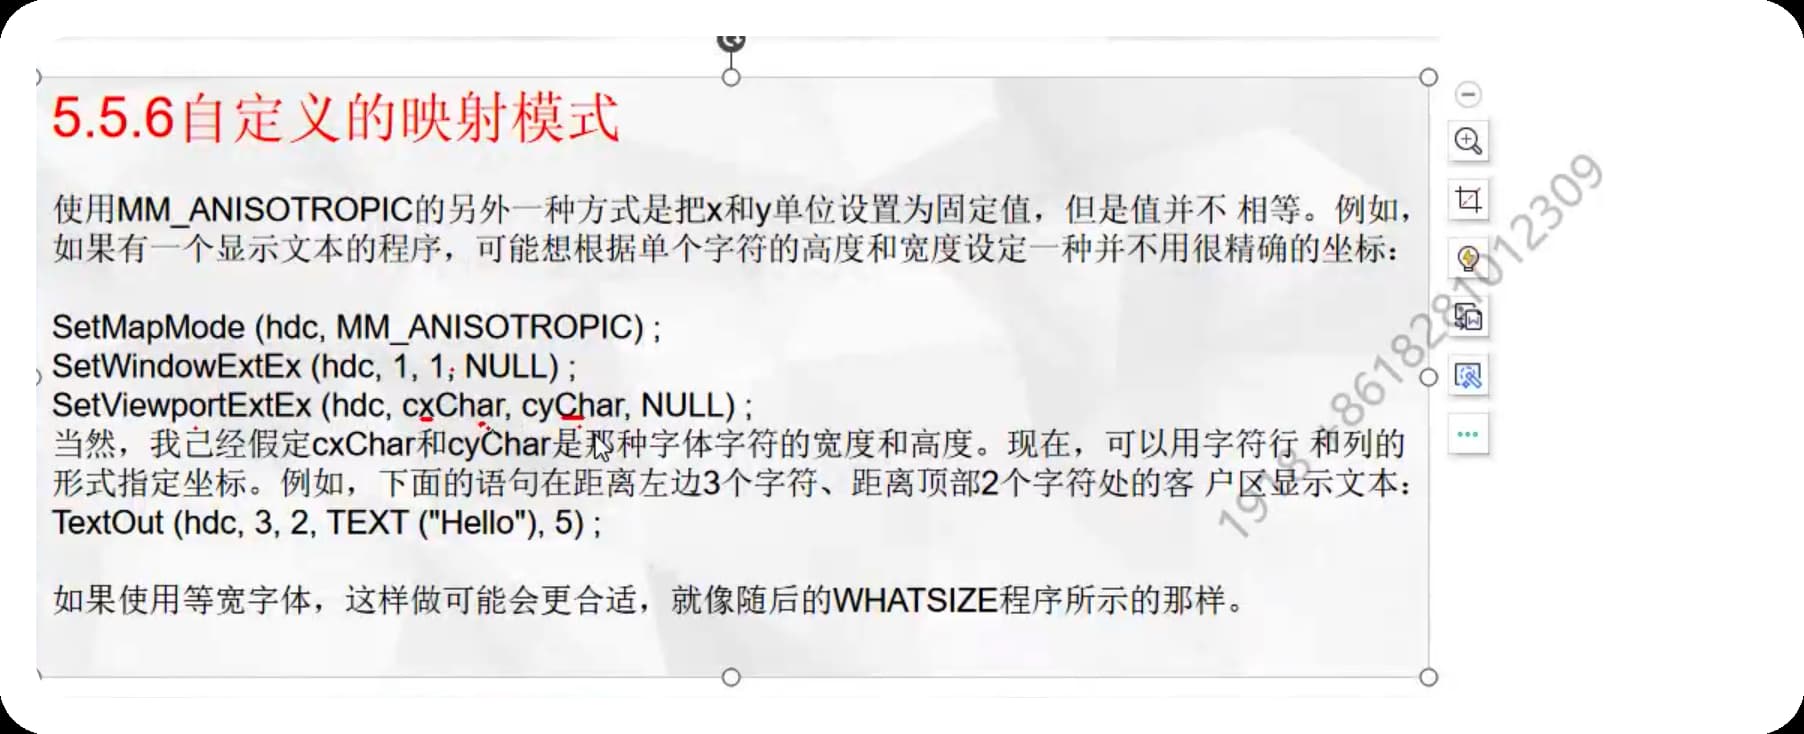 5.5.6自定义的映射模式
使用MM_ANISOTROPIC的另外一种方式是把x和y单位设置为固定值，但是值并不 相等。例如，
如果有一个显示文本的程序，可能想根据单个字符的高度和宽度设定一种并不用很精确的坐标：
SetMapMode (hdc, MM_ANISOTROPIC) ;
SetWindowExtEx (hdc, 1, 1, NULL) ;
SetViewportExtEx (hdc, cxChar, cyChar, NULL) ;
当然，我已经假定cxChar和cyChar是那种字体字符的宽度和高度。现在，可以用字符行 和列的
形式指定坐标。例如，下面的语句在距离左边3个字符、距离顶部2个字符处的客 户区显示文本：
TextOut (hdc, 3, 2, TEXT ("Hello"), 5) ;
如果使用等宽字体，这样做可能会更合适，就像随后的WHATSIZE程序所示的那样。